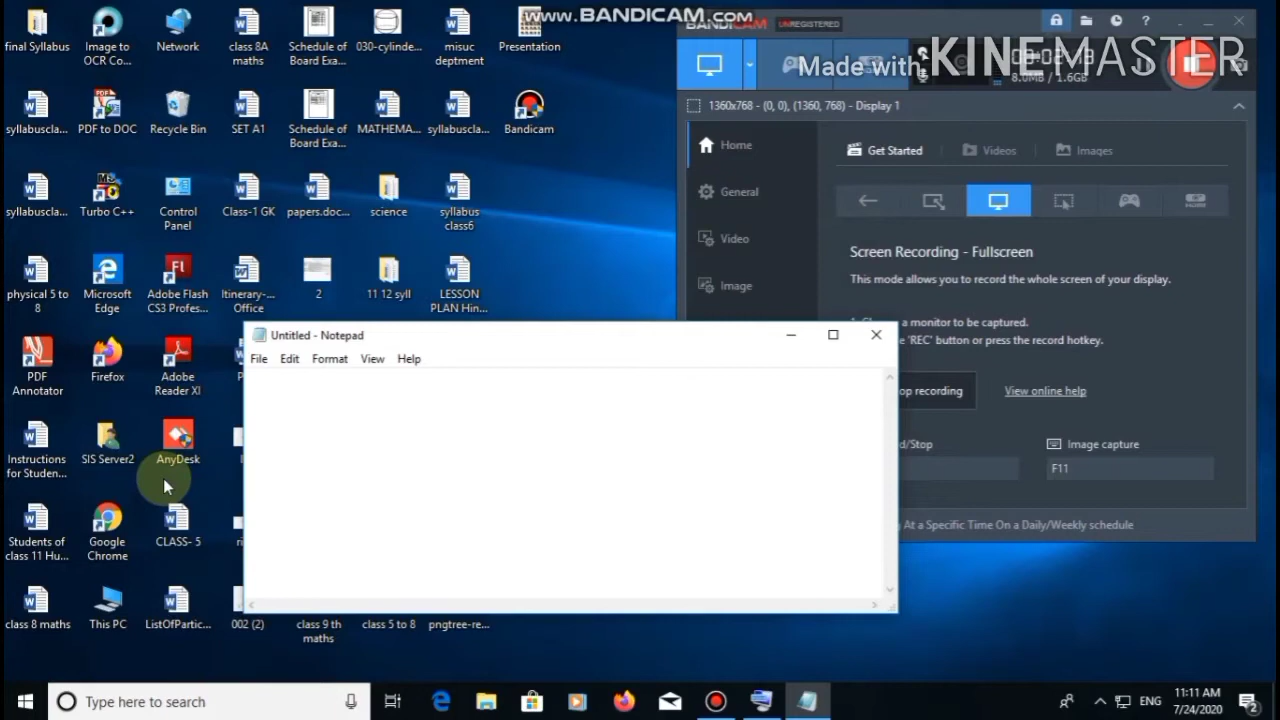 www.BANDICAM.com
BANDICAM UNREGISTERED
Made with KINEMASTER
8.0MB / 1.6GB
1360x768 - (0, 0), (1360, 768) - Display 1
Home
General
Video
Image
Get Started
Videos
Images
Screen Recording - Fullscreen
This mode allows you to record the whole screen of your display.
a monitor to be captured.
'REC' button or press the record hotkey.
recording
View online help
/Stop
Image capture
F11
At a Specific Time On a Daily/Weekly schedule
final Syllabus
Image to
OCR Co...
Network
class 8A
maths
Schedule of
Board Exa...
030-cylinde...
misuc
deptment
Presentation
syllabuscla...
PDF to DOC
Recycle Bin
SET A1
Schedule of
Board Exa...
MATHEMA...
syllabuscla...
Bandicam
syllabuscla...
Turbo C++
Control
Panel
Class-1 GK
papers.doc...
science
syllabus
class6
physical 5 to
8
Microsoft
Edge
Adobe Flash
CS3 Profes...
Itinerary-...
Office
2
11 12 syll
LESSON
PLAN Hin...
PDF
Annotator
Firefox
Adobe
Reader XI
Untitled - Notepad
File Edit Format View Help
Instructions
for Studen...
SIS Server2
AnyDesk
Students of
class 11 Hu...
Google
Chrome
CLASS- 5
class 8 maths
This PC
ListOfPartic...
002 (2)
class 9 th
maths
class 5 to 8
pngtree-re...
Type here to search
ENG
11:11 AM
7/24/2020
2